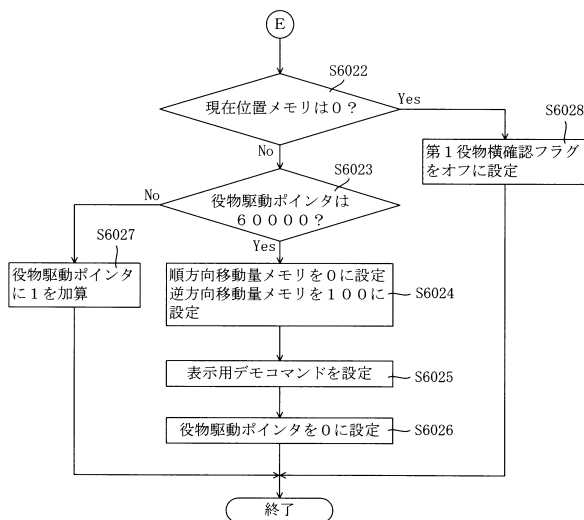 E
S6022
現在位置メモリは０？
Yes
S6028
第１役物横確認フラグ
をオフに設定
No
S6023
役物駆動ポインタは
６００００？
No
Yes
S6027
役物駆動ポインタ
に１を加算
順方向移動量メモリを０に設定
逆方向移動量メモリを１００に
設定
S6024
表示用デモコマンドを設定
S6025
役物駆動ポインタを０に設定
S6026
終了